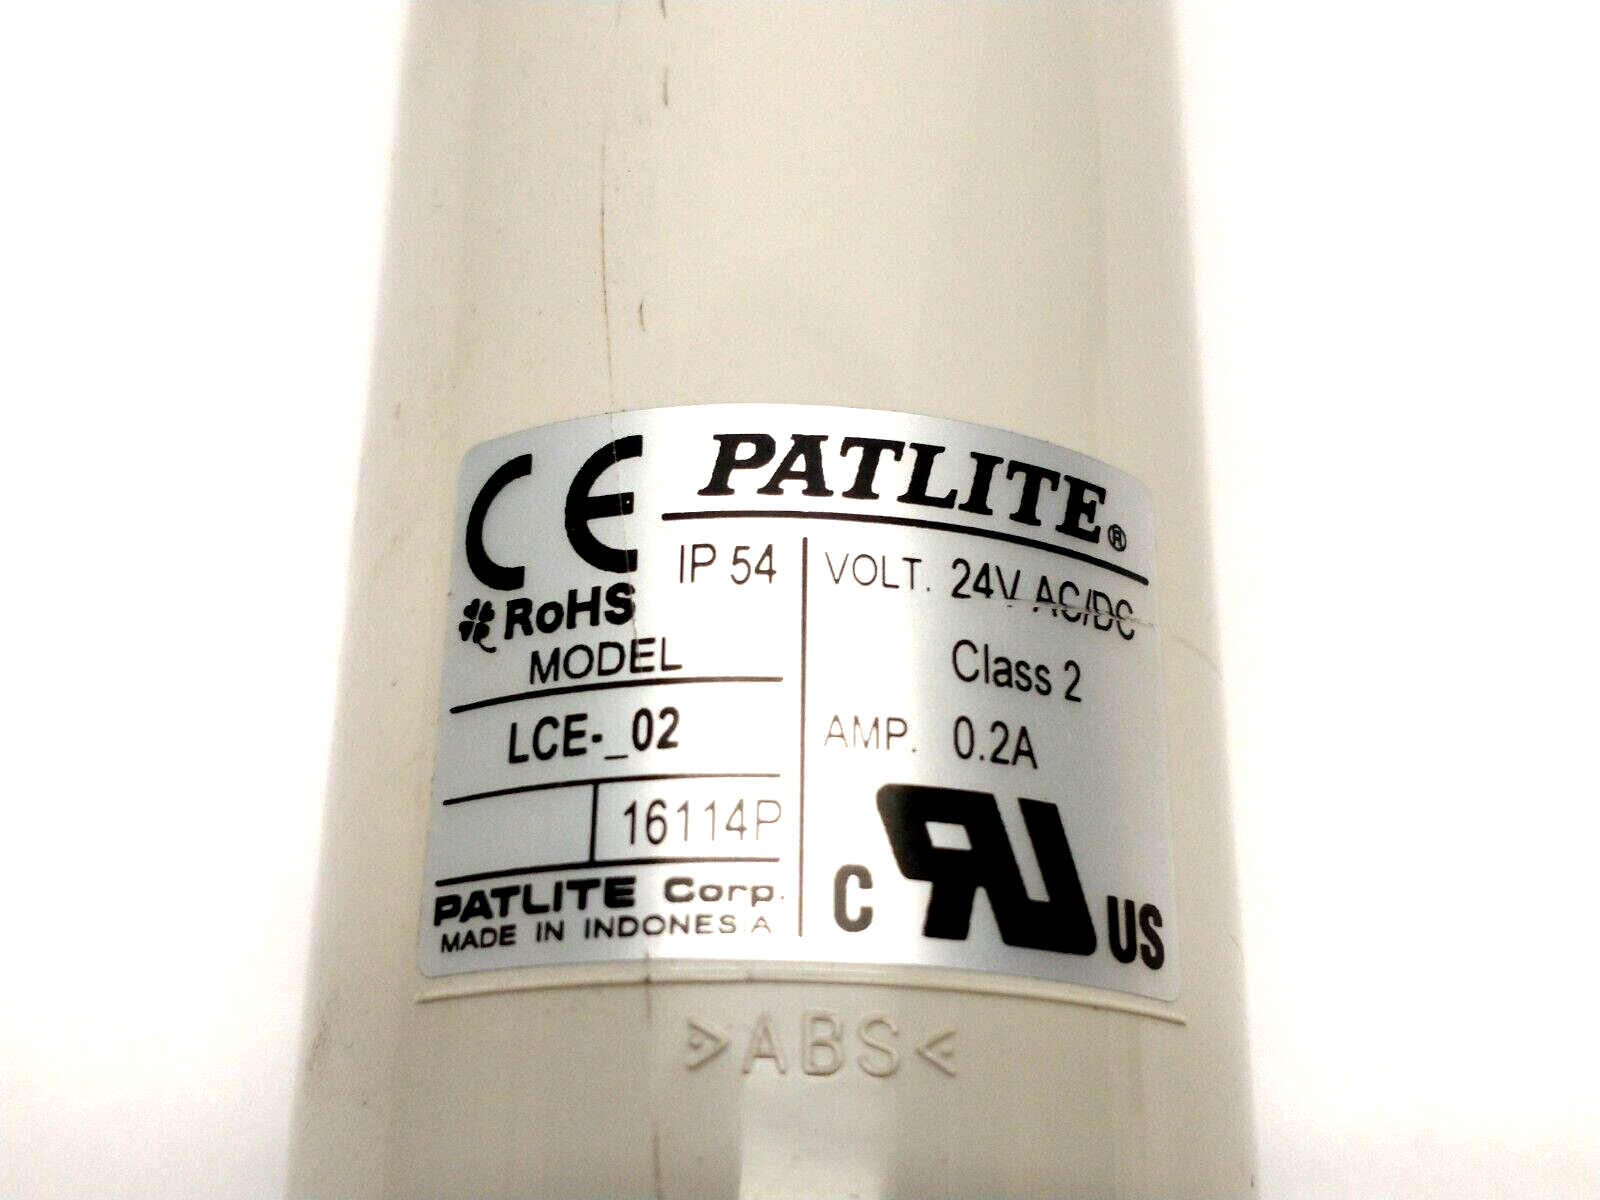 CE PATLITE®
IP 54
RoHS
MODEL
LCE-_02
16114P
PATLITE Corp.
MADE IN INDONESIA
VOLT. 24V AC/DC
Class 2
AMP. 0.2A
C RU US
>ABS<